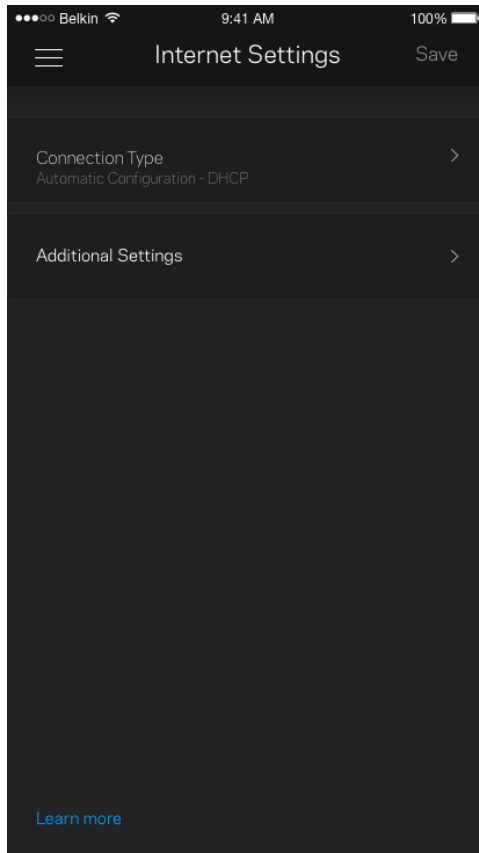 Belkin 9:41 AM 100%
Internet Settings Save
Connection Type
Automatic Configuration - DHCP
Additional Settings
Learn more